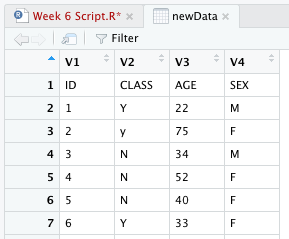 Week 6 Script.R* newData
Filter
V1 V2 V3 V4
1 ID CLASS AGE SEX
2 1 Y 22 M
3 2 y 75 F
4 3 N 34 M
5 4 N 52 F
6 5 N 40 F
7 6 Y 33 F